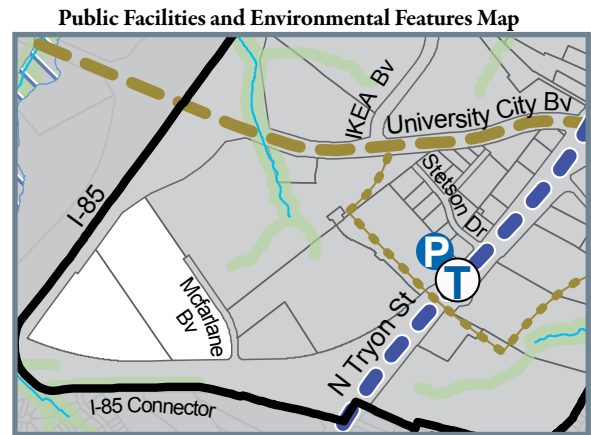 Public Facilities and Environmental Features Map
IKEA Bv
University City Bv
Stetson Dr
I-85
P
T
Mcfarlane
Bv
N Tryon St
I-85 Connector